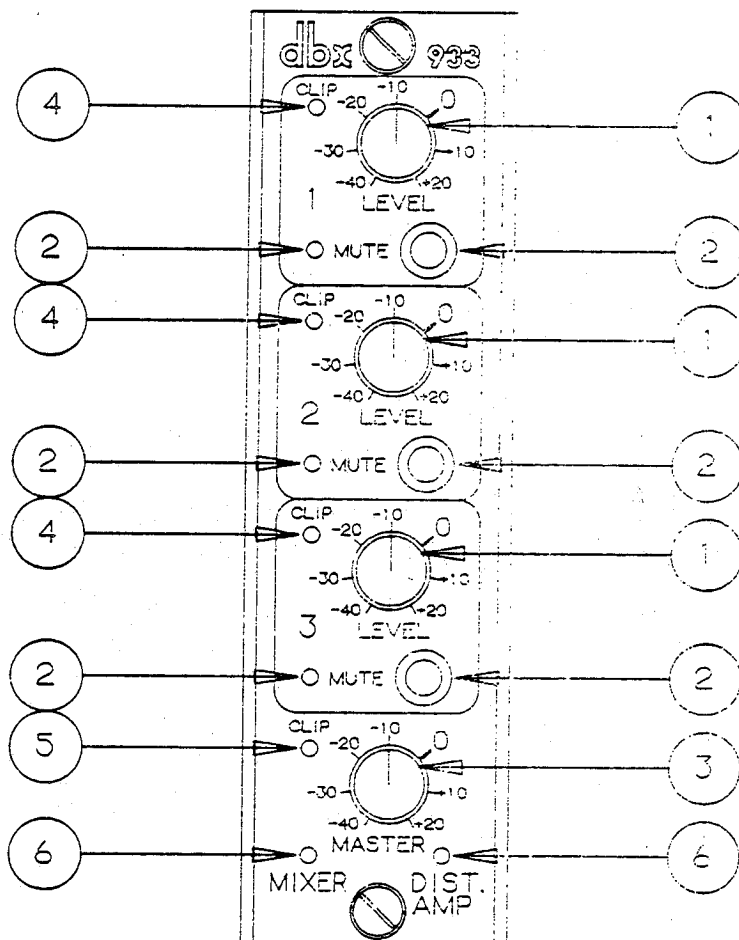 dbx 933
4 CLIP -20 -10 0 1
-30 +10
-40 +20
1 LEVEL
2 MUTE 2
4 CLIP -20 -10 0 1
-30 +10
-40 +20
2 LEVEL
2 MUTE 2
4 CLIP -20 -10 0 1
-30 +10
-40 +20
3 LEVEL
2 MUTE 2
5 CLIP -20 -10 0 3
-30 +10
-40 +20
MASTER
6 6
MIXER DIST.
AMP